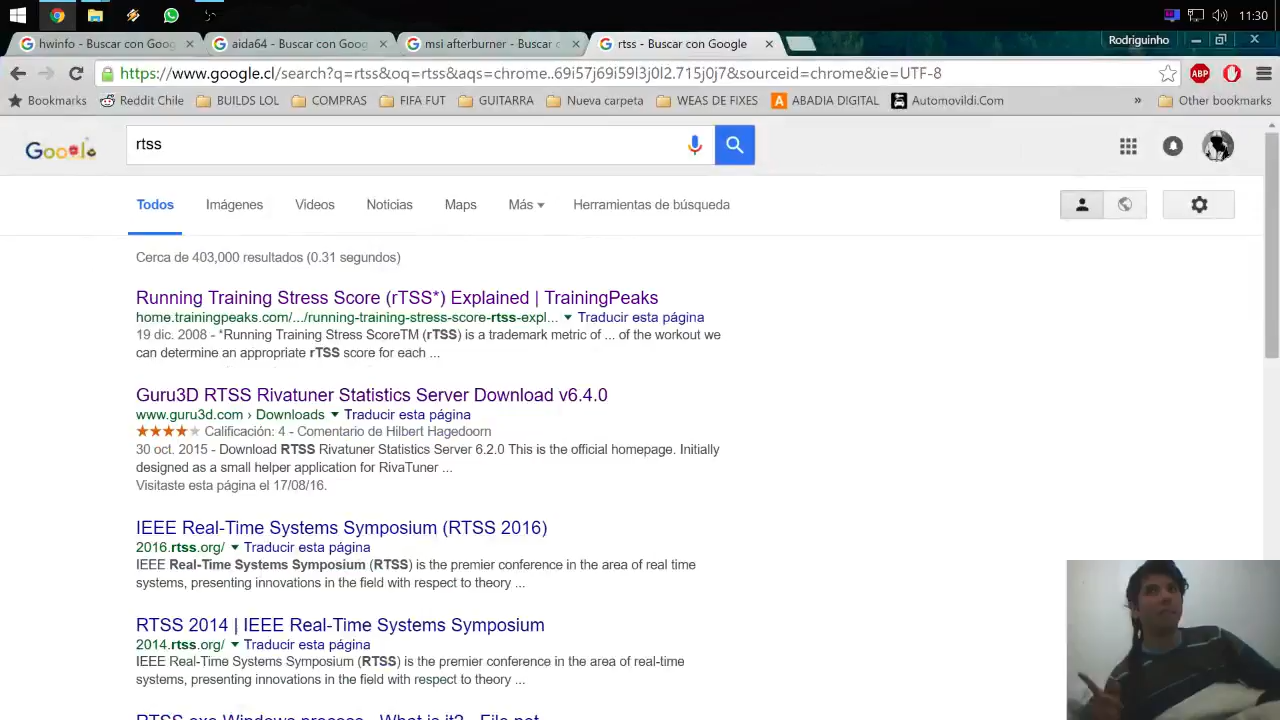 11:30
hwinfo - Buscar con Goog
aida64 - Buscar con Goog
msi afterburner - Buscar c
rtss - Buscar con Google
Rodriguinho
https://www.google.cl/search?q=rtss&oq=rtss&aqs=chrome..69i57j69i59l3j0l2.715j0j7&sourceid=chrome&ie=UTF-8
ABP
Bookmarks
Reddit Chile
BUILDS LOL
COMPRAS
FIFA FUT
GUITARRA
Nueva carpeta
WEAS DE FIXES
A ABADIA DIGITAL
Automovildi.Com
»
Other bookmarks
Google
rtss
Todos
Imágenes
Videos
Noticias
Maps
Más
Herramientas de búsqueda
Cerca de 403,000 resultados (0.31 segundos)
Running Training Stress Score (rTSS*) Explained | TrainingPeaks
home.trainingpeaks.com/.../running-training-stress-score-rtss-expl... Traducir esta página
19 dic. 2008 - *Running Training Stress ScoreTM (rTSS) is a trademark metric of ... of the workout we
can determine an appropriate rTSS score for each ...
Guru3D RTSS Rivatuner Statistics Server Download v6.4.0
www.guru3d.com › Downloads Traducir esta página
Calificación: 4 - Comentario de Hilbert Hagedoorn
30 oct. 2015 - Download RTSS Rivatuner Statistics Server 6.2.0 This is the official homepage. Initially
designed as a small helper application for RivaTuner ...
Visitaste esta página el 17/08/16.
IEEE Real-Time Systems Symposium (RTSS 2016)
2016.rtss.org/ Traducir esta página
IEEE Real-Time Systems Symposium (RTSS) is the premier conference in the area of real time
systems, presenting innovations in the field with respect to theory ...
RTSS 2014 | IEEE Real-Time Systems Symposium
2014.rtss.org/ Traducir esta página
IEEE Real-Time Systems Symposium (RTSS) is the premier conference in the area of real-time
systems, presenting innovations in the field with respect to theory ...
RTSS.exe Windows process - What is it? - File.net